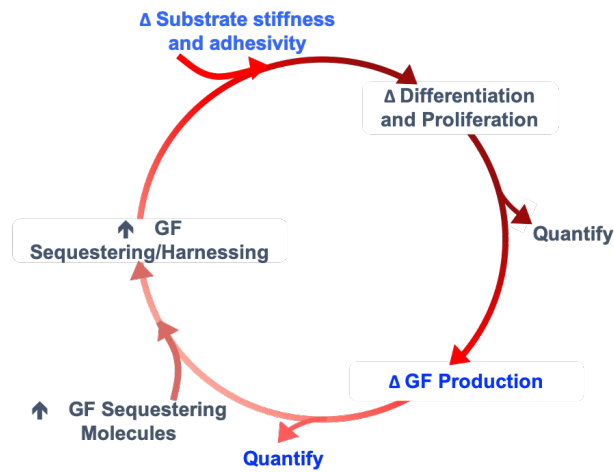 Δ Substrate stiffness
and adhesivity
Δ Differentiation
and Proliferation
Quantify
Δ GF Production
Quantify
↑ GF Sequestering
Molecules
↑ GF
Sequestering/Harnessing